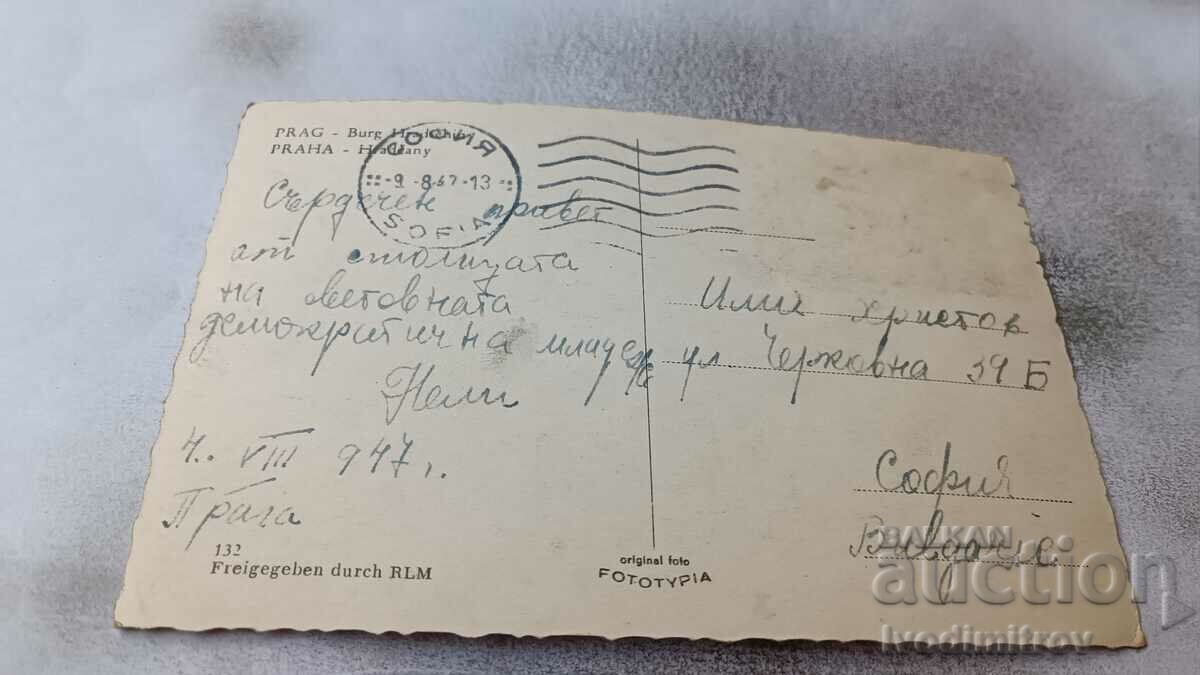 PRAG - Burg Hradschin
PRAHA - Hradčany
СОФИЯ
-9.-8.47-13
SOFIA
Сърдечен привет
от столицата
на световната
демократична младеж
Нели
4. VIII 947 г.
Прага
132
Freigegeben durch RLM
original foto
FOTOTYPIA
Или Христов
ул. Черковна 39 Б
София
Bulgarie
BALKAN
auction
ivodimitrov